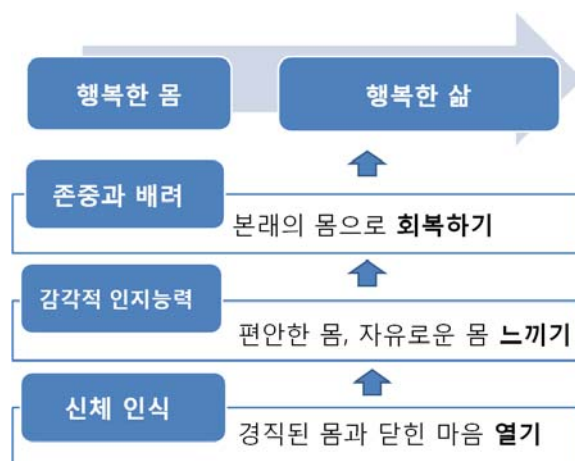 행복한 몸
행복한 삶
존중과 배려
본래의 몸으로 회복하기
감각적 인지능력
편안한 몸, 자유로운 몸 느끼기
신체 인식
경직된 몸과 닫힌 마음 열기